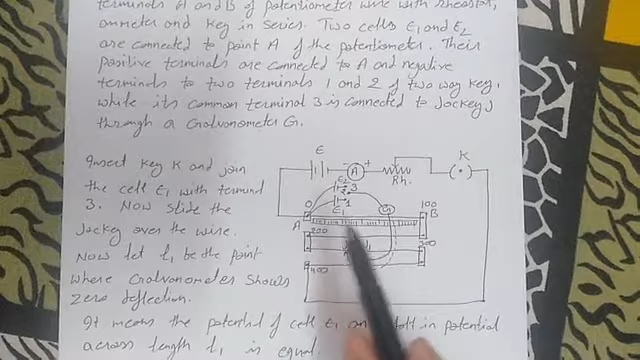 terminals A and B of potentiometer wire with rheostat,
ammeter and key in series. Two cells E1 and E2
are connected to point A of the potentiometer. Their
positive terminals are connected to A and negative
terminals to two terminals 1 and 2 of two way key,
while its common terminal 3 is connected to Jockey J
through a Galvanometer G.
Insert key K and join
the cell E1 with terminal
3. Now slide the
Jockey over the wire.
Now let l1 be the point
where Galvanometer shows
zero deflection.
It means the potential of cell E1 and fall in potential
across length l1 is equal.
E
- A +
Rh.
K
( • )
E2
2
3
1
E1
G
0
100
A
B
200
300
400